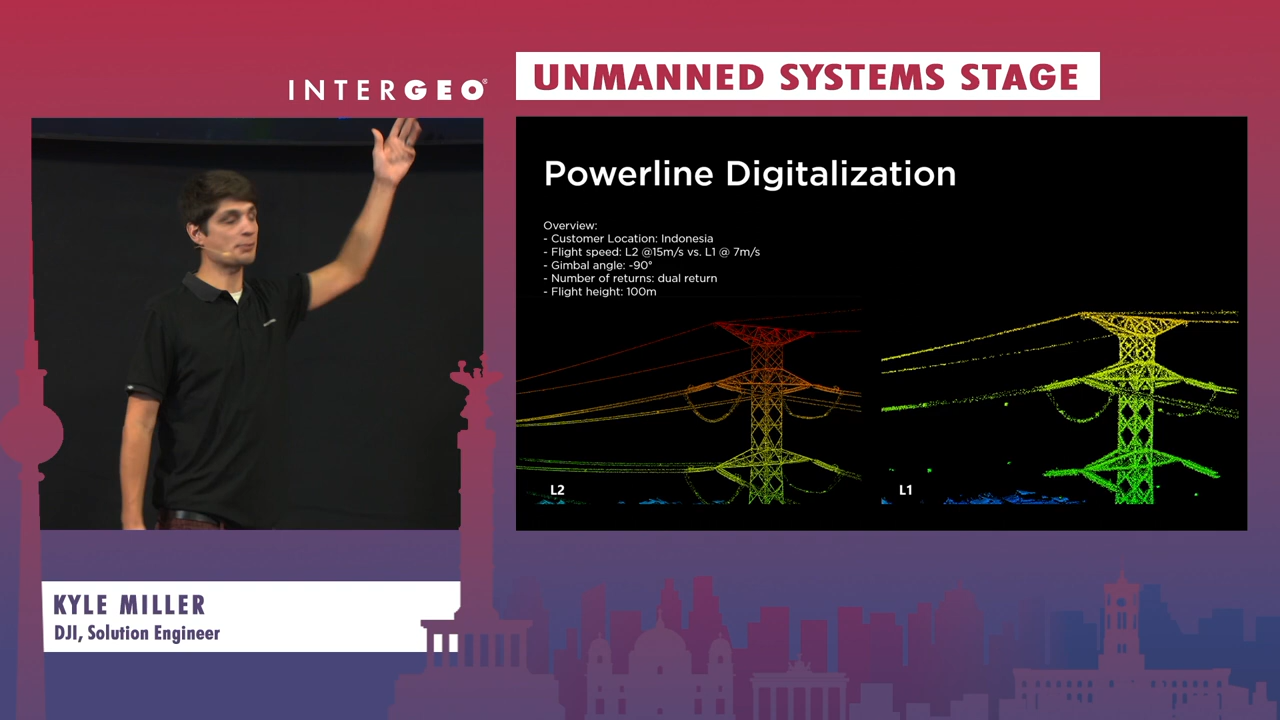 INTERGEO®
UNMANNED SYSTEMS STAGE
Powerline Digitalization
Overview:
- Customer Location: Indonesia
- Flight speed: L2 @15m/s vs. L1 @ 7m/s
- Gimbal angle: -90°
- Number of returns: dual return
- Flight height: 100m
L2
L1
KYLE MILLER
DJI, Solution Engineer